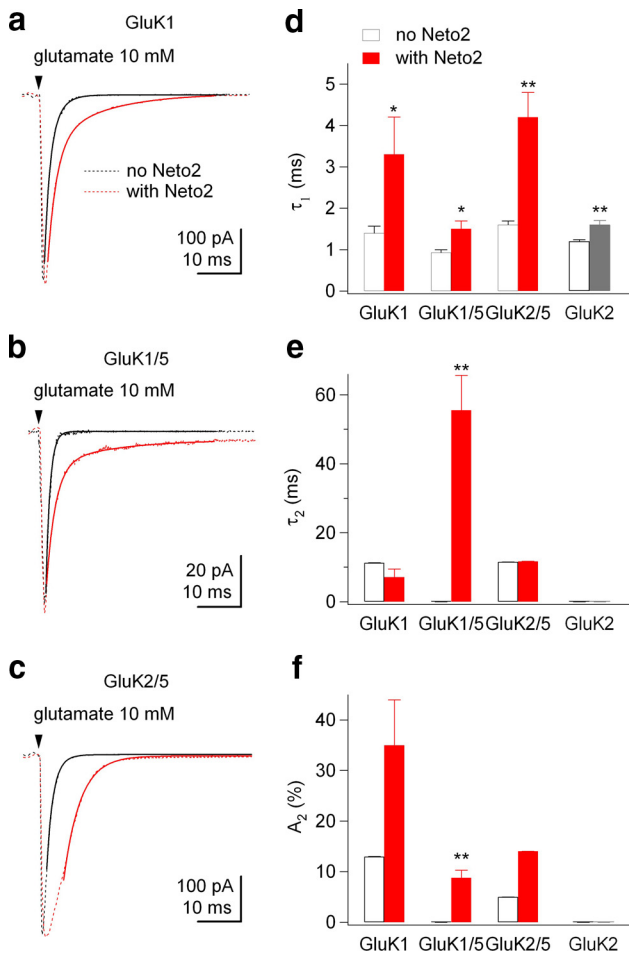 a
GluK1
glutamate 10 mM
no Neto2
with Neto2
100 pA
10 ms
b
GluK1/5
glutamate 10 mM
20 pA
10 ms
c
GluK2/5
glutamate 10 mM
100 pA
10 ms
d
no Neto2
with Neto2
τ1 (ms)
5
4
3
2
1
0
*
*
**
**
GluK1 GluK1/5 GluK2/5 GluK2
e
τ2 (ms)
60
40
20
0
**
GluK1 GluK1/5 GluK2/5 GluK2
f
A2 (%)
40
30
20
10
0
**
GluK1 GluK1/5 GluK2/5 GluK2